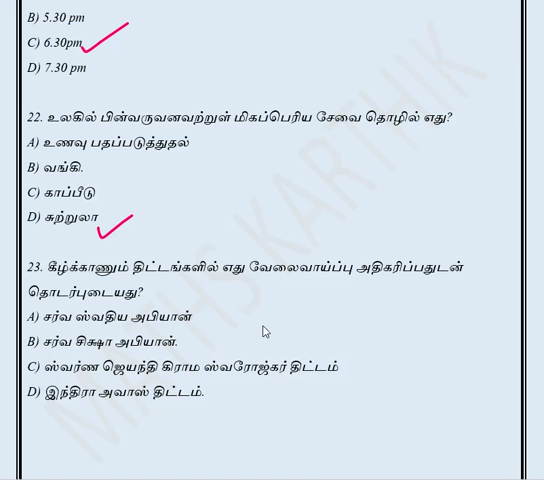 B) 5.30 pm
C) 6.30pm
D) 7.30 pm
22. உலகில் பின்வருவனவற்றுள் மிகப்பெரிய சேவை தொழில் எது?
A) உணவு பதப்படுத்துதல்
B) வங்கி.
C) காப்பீடு
D) சுற்றுலா
23. கீழ்க்காணும் திட்டங்களில் எது வேலைவாய்ப்பு அதிகரிப்பதுடன்
தொடர்புடையது?
A) சர்வ ஸ்வதிய அபியான்
B) சர்வ சிக்ஷா அபியான்.
C) ஸ்வர்ண ஜெயந்தி கிராம ஸ்வரோஜ்கர் திட்டம்
D) இந்திரா அவாஸ் திட்டம்.
MATHS KARTHIK